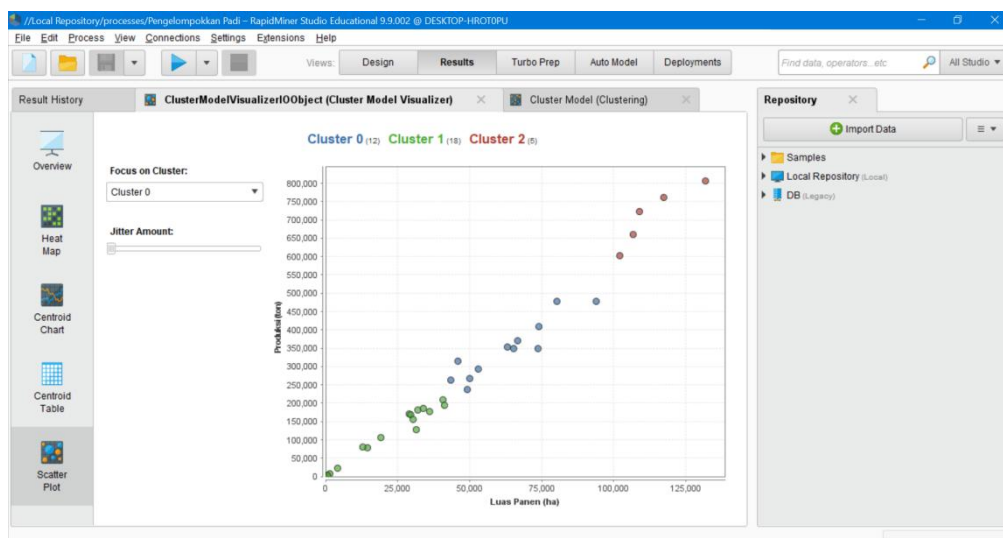 //Local Repository/processes/Pengelompokkan Padi – RapidMiner Studio Educational 9.9.002 @ DESKTOP-HROT0PU
File Edit Process View Connections Settings Extensions Help
Views: Design Results Turbo Prep Auto Model Deployments Find data, operators...etc All Studio
Result History ClusterModelVisualizerIOObject (Cluster Model Visualizer) Cluster Model (Clustering) Repository
Import Data
Samples
Local Repository (Local)
DB (Legacy)
Overview
Heat
Map
Centroid
Chart
Centroid
Table
Scatter
Plot
Focus on Cluster:
Cluster 0
Jitter Amount:
Cluster 0 (12) Cluster 1 (18) Cluster 2 (5)
Produksi(ton)
800,000
750,000
700,000
650,000
600,000
550,000
500,000
450,000
400,000
350,000
300,000
250,000
200,000
150,000
100,000
50,000
0
0 25,000 50,000 75,000 100,000 125,000
Luas Panen (ha)